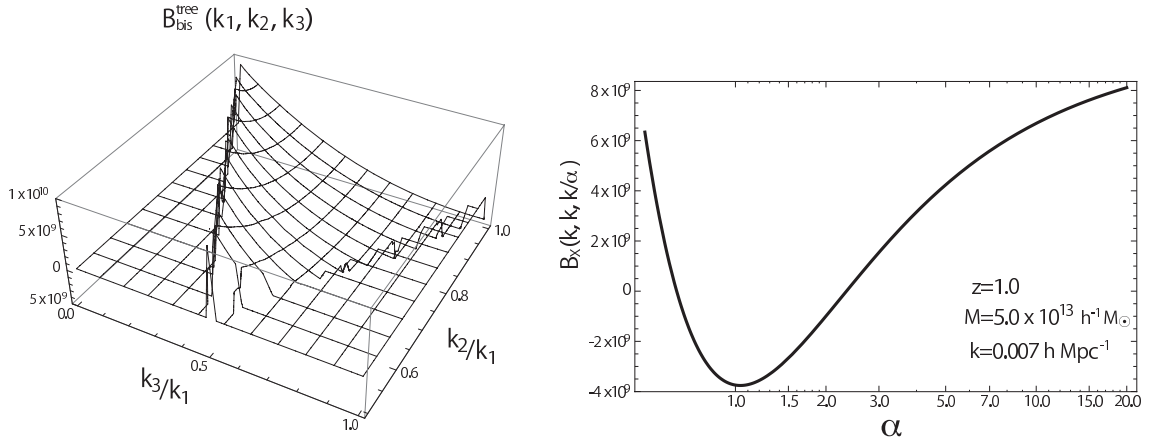 B^tree_bis (k1, k2, k3)
1 x 10^10
5 x 10^9
0
5 x 10^9
0.0
0.5
1.0
k3/k1
1.0
0.8
0.6
k2/k1
8 x 10^9
6 x 10^9
4 x 10^9
2 x 10^9
0
-2 x 10^9
-4 x 10^9
Bx(k, k, k/α)
z=1.0
M=5.0 x 10^13 h^-1 M☉
k=0.007 h Mpc^-1
1.0 1.5 2.0 3.0 5.0 7.0 10.0 15.0 20.0
α